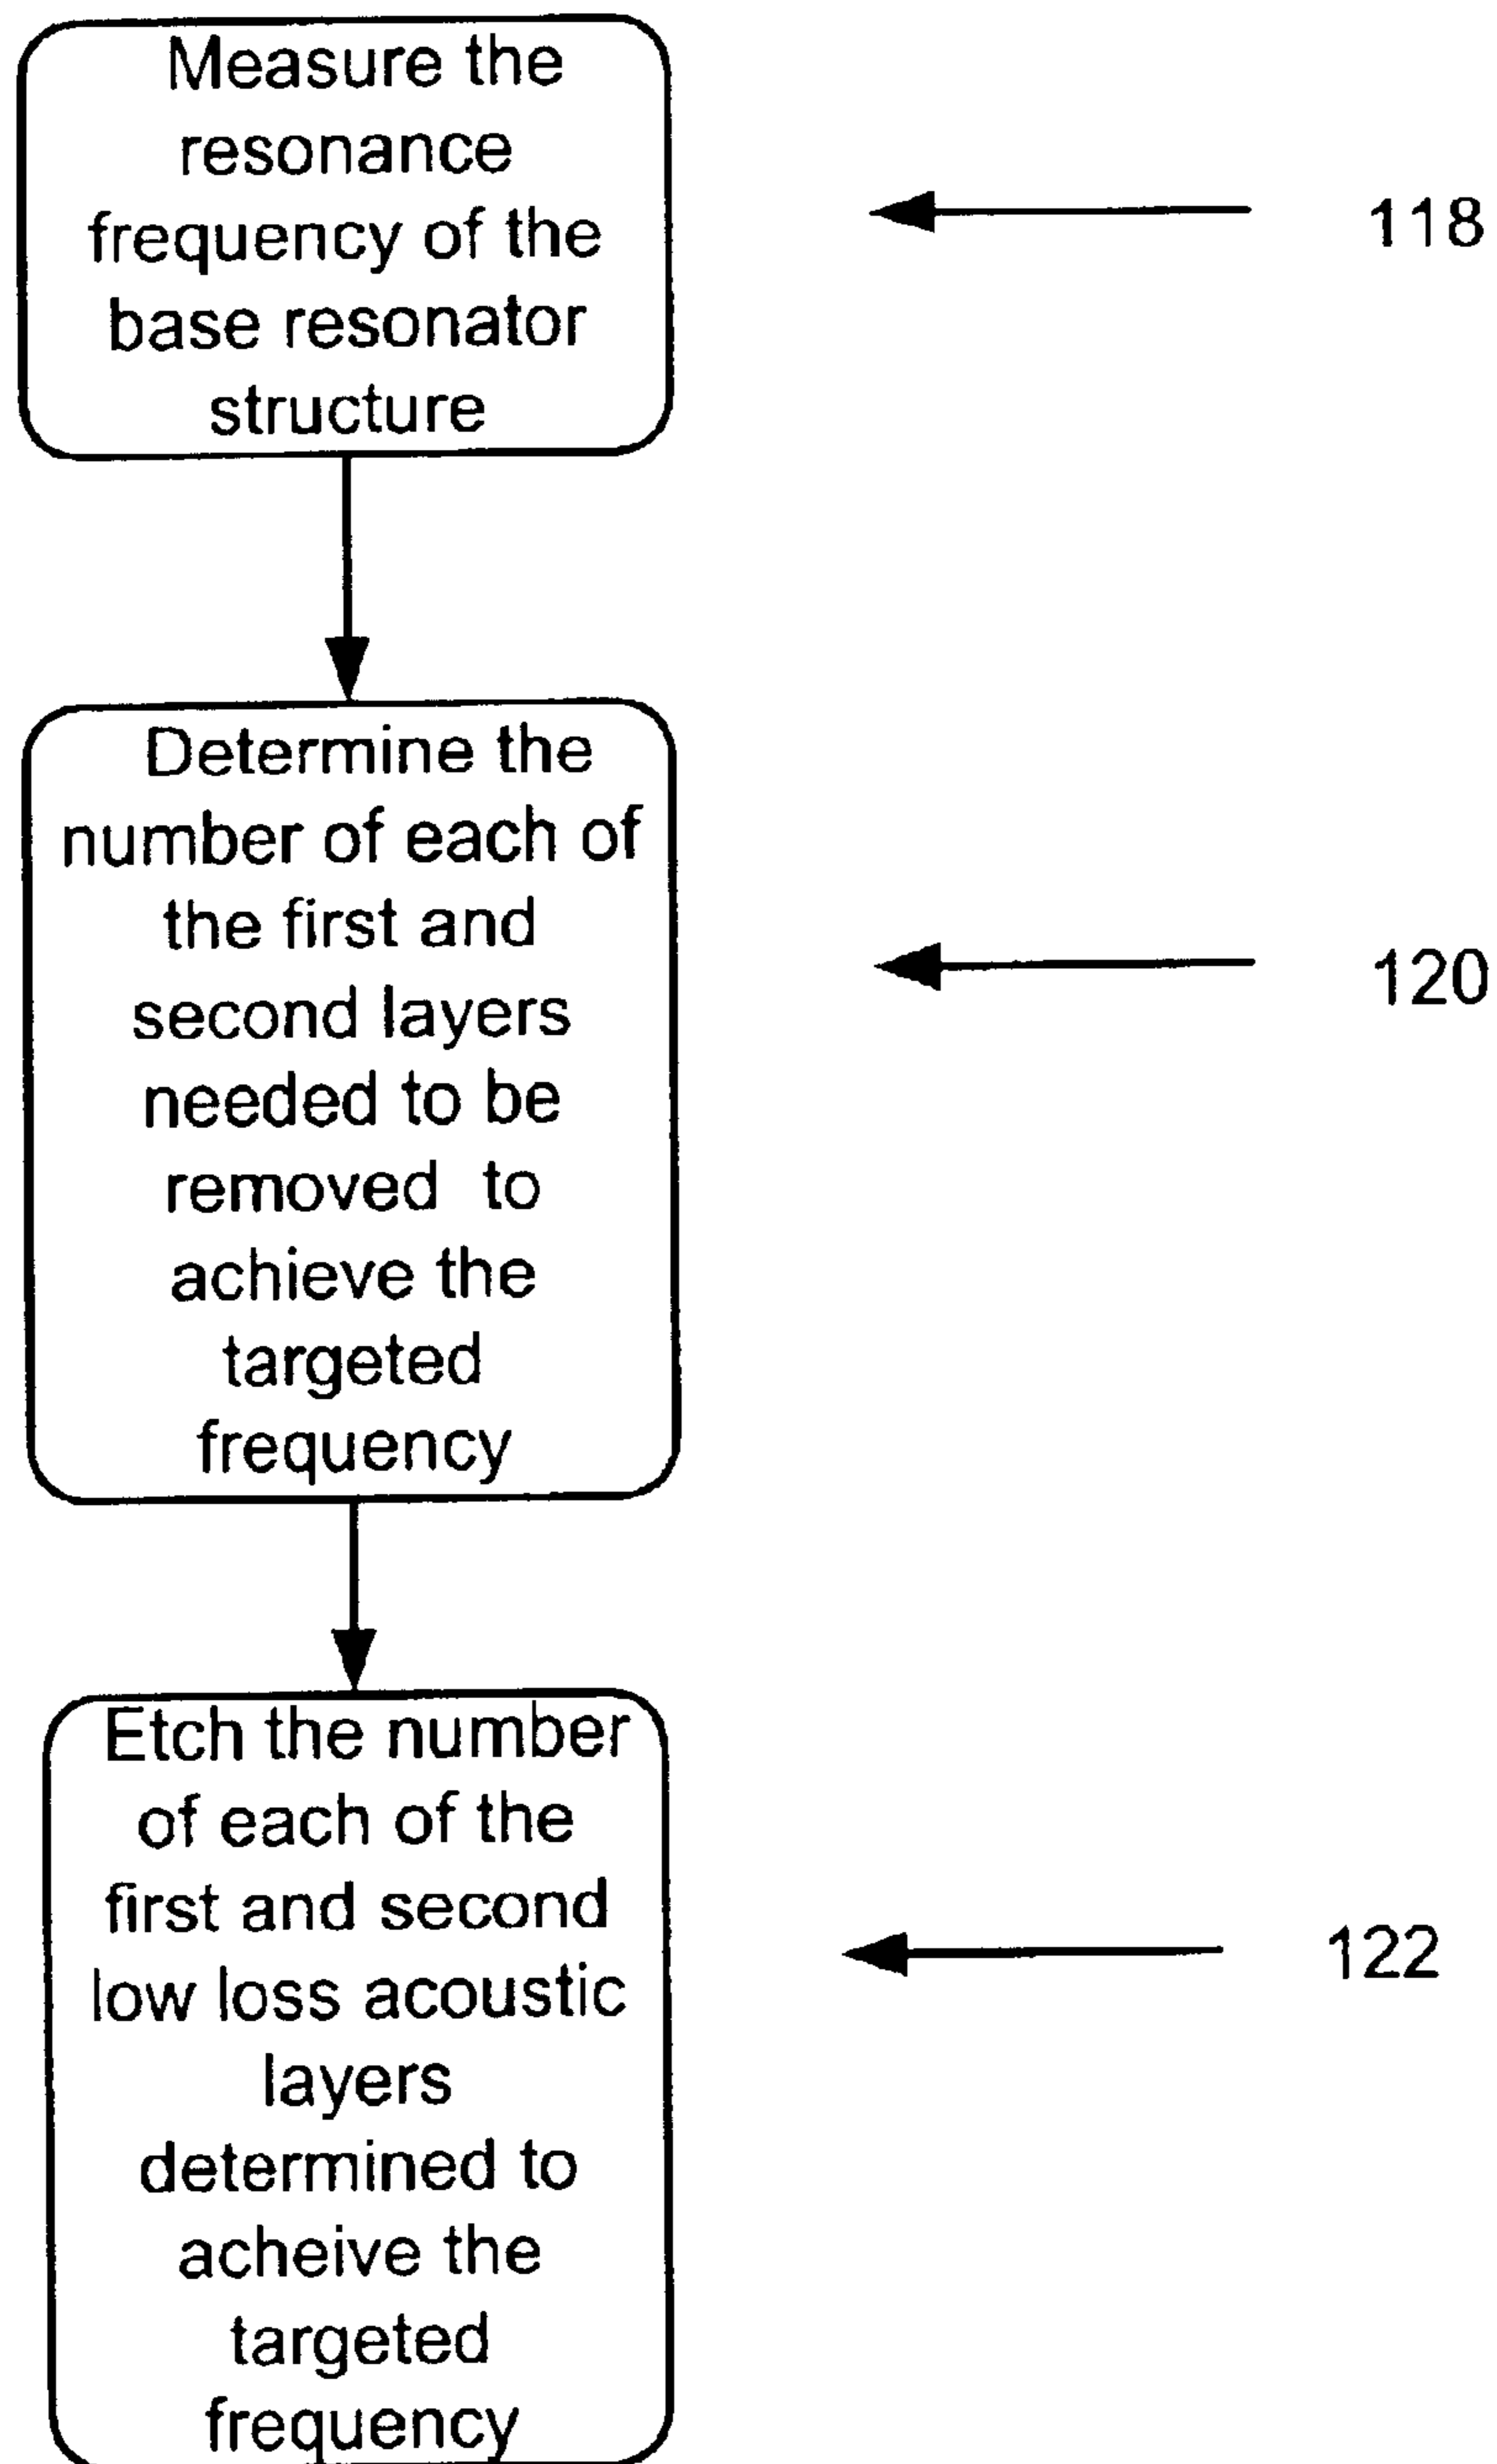 Measure the
resonance
frequency of the
base resonator
structure
118
Determine the
number of each of
the first and
second layers
needed to be
removed to
achieve the
targeted
frequency
120
Etch the number
of each of the
first and second
low loss acoustic
layers
determined to
acheive the
targeted
frequency
122